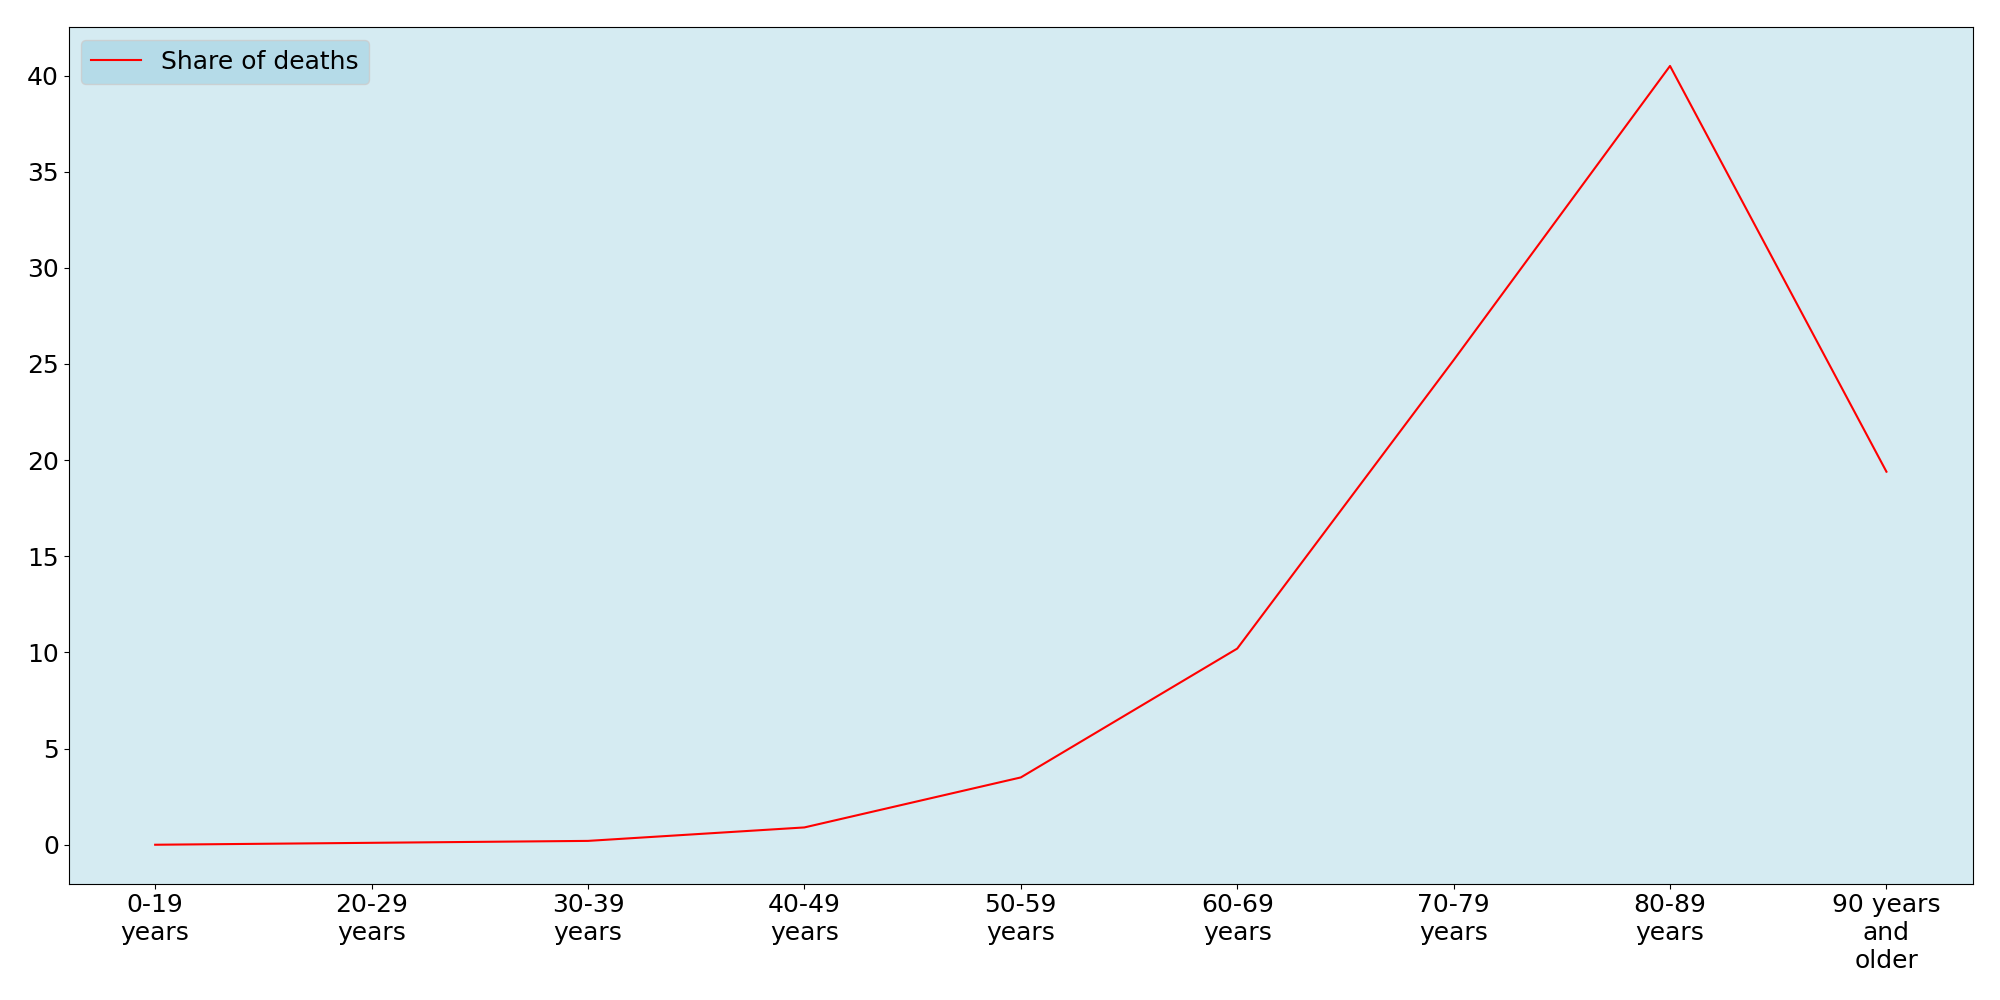 Share of deaths
40
35
30
25
20
15
10
5
0
0-19
years
20-29
years
30-39
years
40-49
years
50-59
years
60-69
years
70-79
years
80-89
years
90 years
and
older